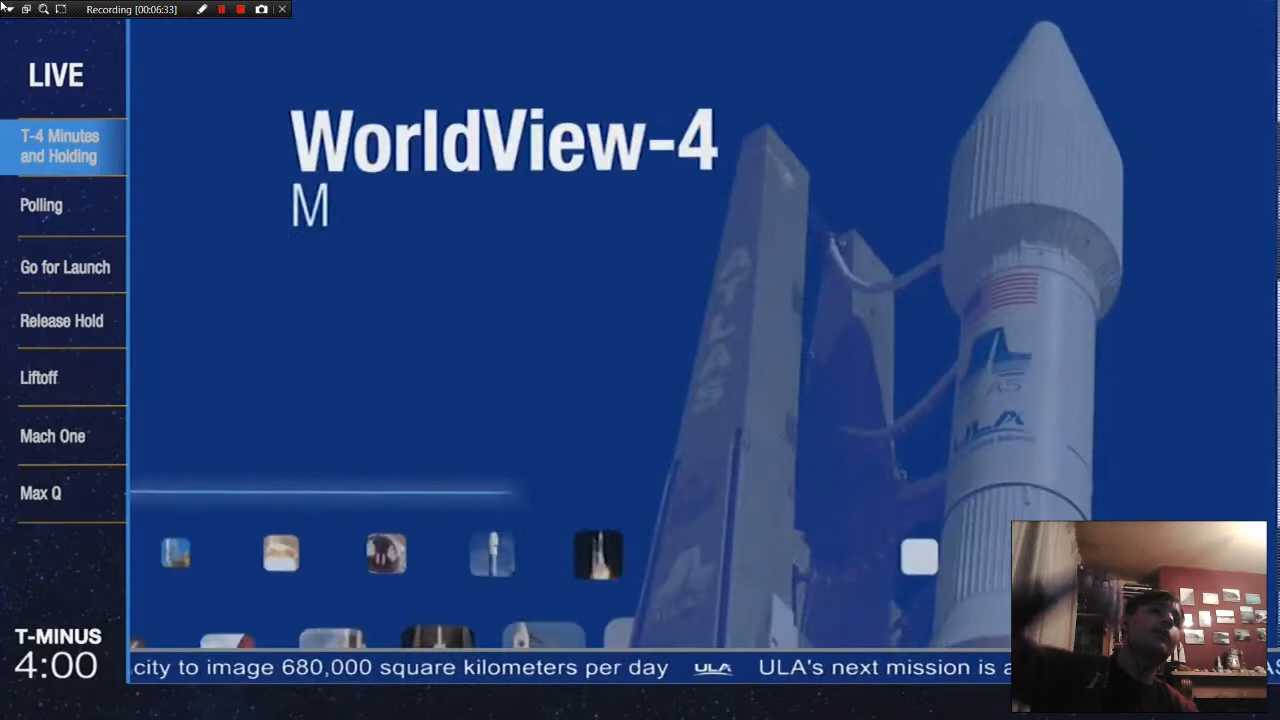 Recording [00:06:33]
LIVE
T-4 Minutes
and Holding
Polling
Go for Launch
Release Hold
Liftoff
Mach One
Max Q
T-MINUS
4:00
WorldView-4
M
ATLAS
ULA
city to image 680,000 square kilometers per day ULA ULA's next mission is a